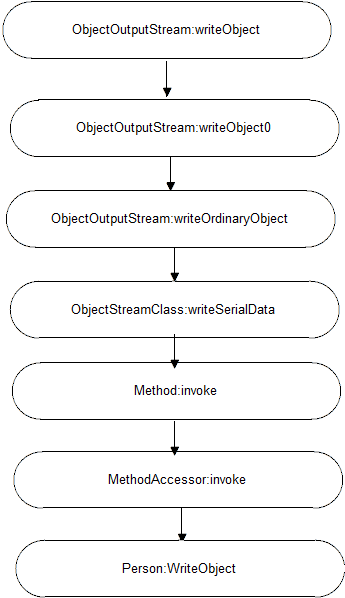 ObjectOutputStream:writeObject
ObjectOutputStream:writeObject0
ObjectOutputStream:writeOrdinaryObject
ObjectStreamClass:writeSerialData
Method:invoke
MethodAccessor:invoke
Person:WriteObject